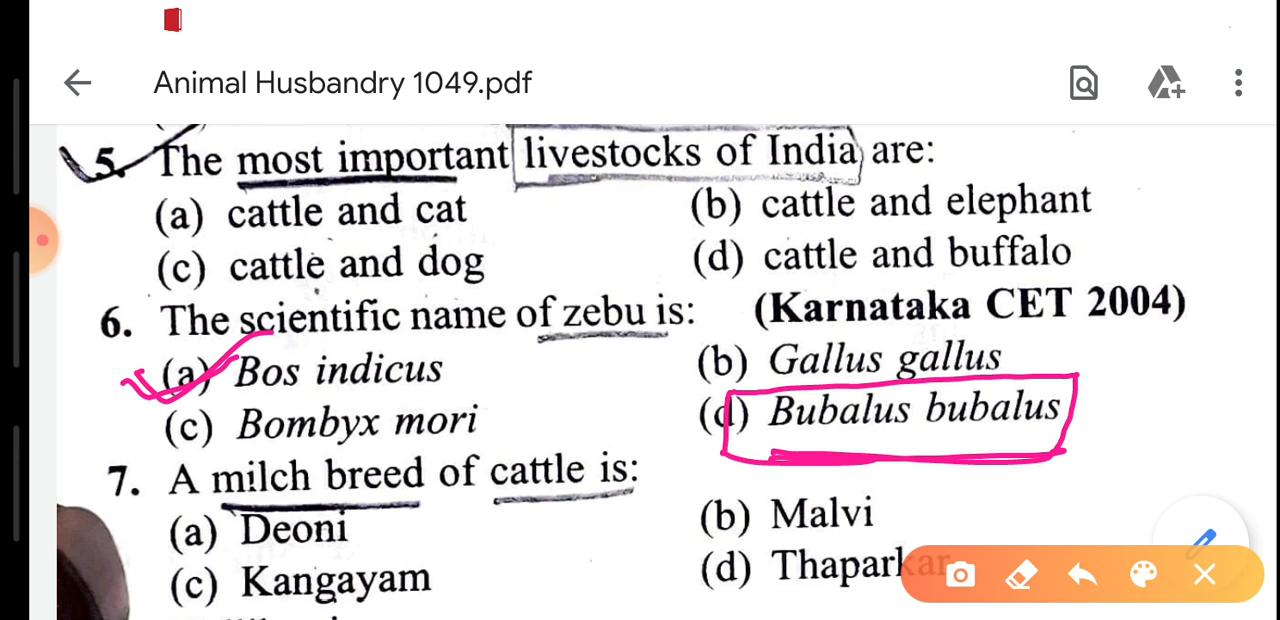 Animal Husbandry 1049.pdf
5. The most important livestocks of India are:
(a) cattle and cat (b) cattle and elephant
(c) cattle and dog (d) cattle and buffalo
6. The scientific name of zebu is: (Karnataka CET 2004)
(a) Bos indicus (b) Gallus gallus
(c) Bombyx mori (d) Bubalus bubalus
7. A milch breed of cattle is:
(a) Deoni (b) Malvi
(c) Kangayam (d) Thaparkar